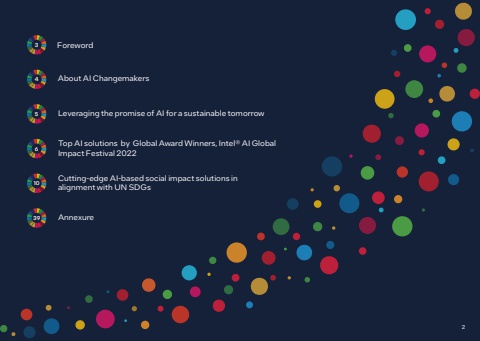 3 Foreword
4 About AI Changemakers
5 Leveraging the promise of AI for a sustainable tomorrow
6 Top AI solutions by Global Award Winners, Intel® AI Global
Impact Festival 2022
10 Cutting-edge AI-based social impact solutions in
alignment with UN SDGs
39 Annexure
2